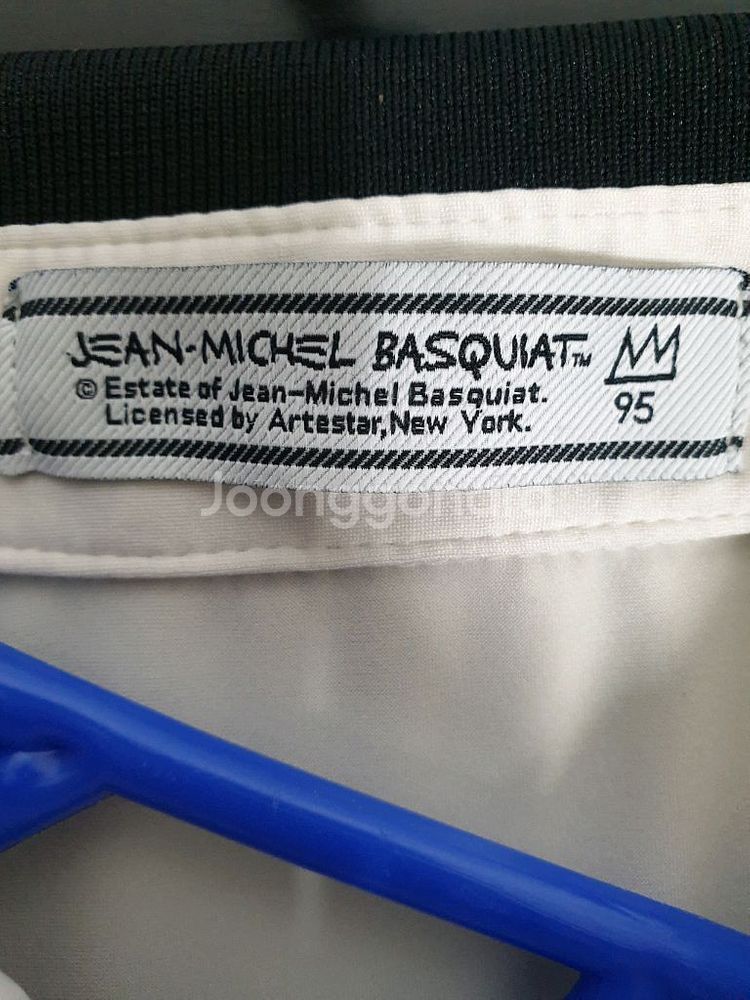 JEAN-MICHEL BASQUIAT™
© Estate of Jean-Michel Basquiat.
Licensed by Artestar,New York.
95
Joonggonara